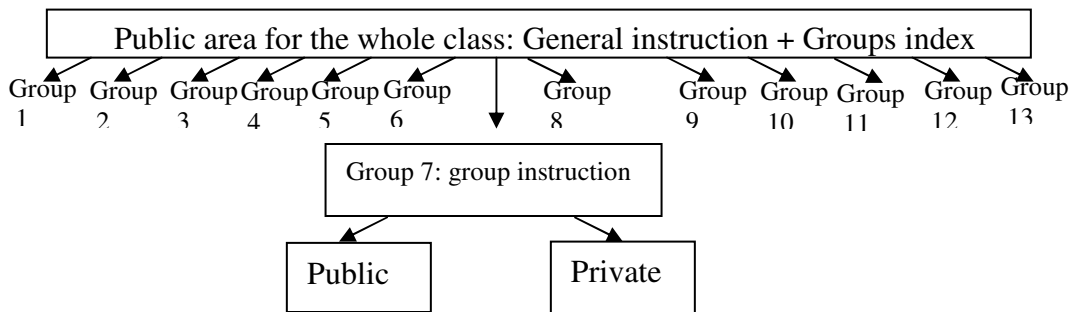 Public area for the whole class: General instruction + Groups index
Group
1
Group
2
Group
3
Group
4
Group
5
Group
6
Group
8
Group
9
Group
10
Group
11
Group
12
Group
13
Group 7: group instruction
Public
Private